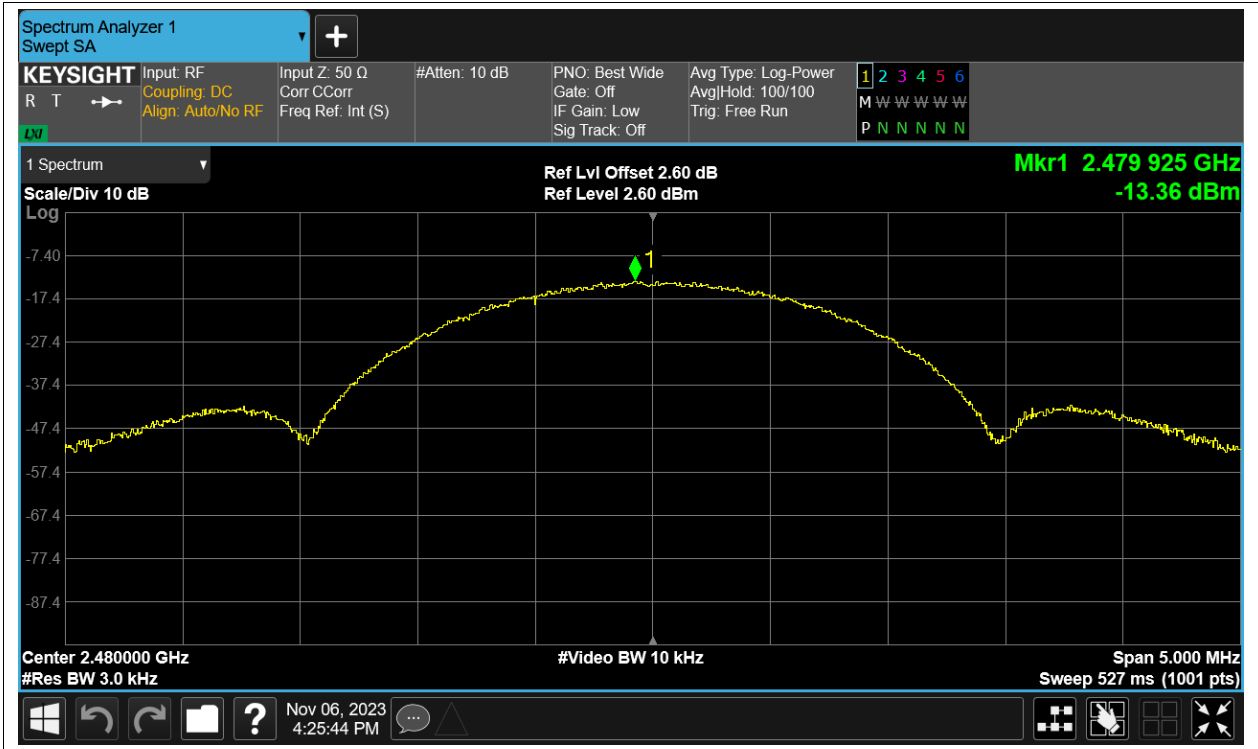 Spectrum Analyzer 1
Swept SA
KEYSIGHT
R T
LXI
Input: RF
Coupling: DC
Align: Auto/No RF
Input Z: 50 Ω
Corr CCorr
Freq Ref: Int (S)
#Atten: 10 dB
PNO: Best Wide
Gate: Off
IF Gain: Low
Sig Track: Off
Avg Type: Log-Power
Avg|Hold: 100/100
Trig: Free Run
1 2 3 4 5 6
M W W W W W W
P N N N N N N
1 Spectrum
Scale/Div 10 dB
Log
Ref Lvl Offset 2.60 dB
Ref Level 2.60 dBm
Mkr1 2.479 925 GHz
-13.36 dBm
1
-7.40
-17.4
-27.4
-37.4
-47.4
-57.4
-67.4
-77.4
-87.4
Center 2.480000 GHz
#Res BW 3.0 kHz
#Video BW 10 kHz
Span 5.000 MHz
Sweep 527 ms (1001 pts)
?
Nov 06, 2023
4:25:44 PM